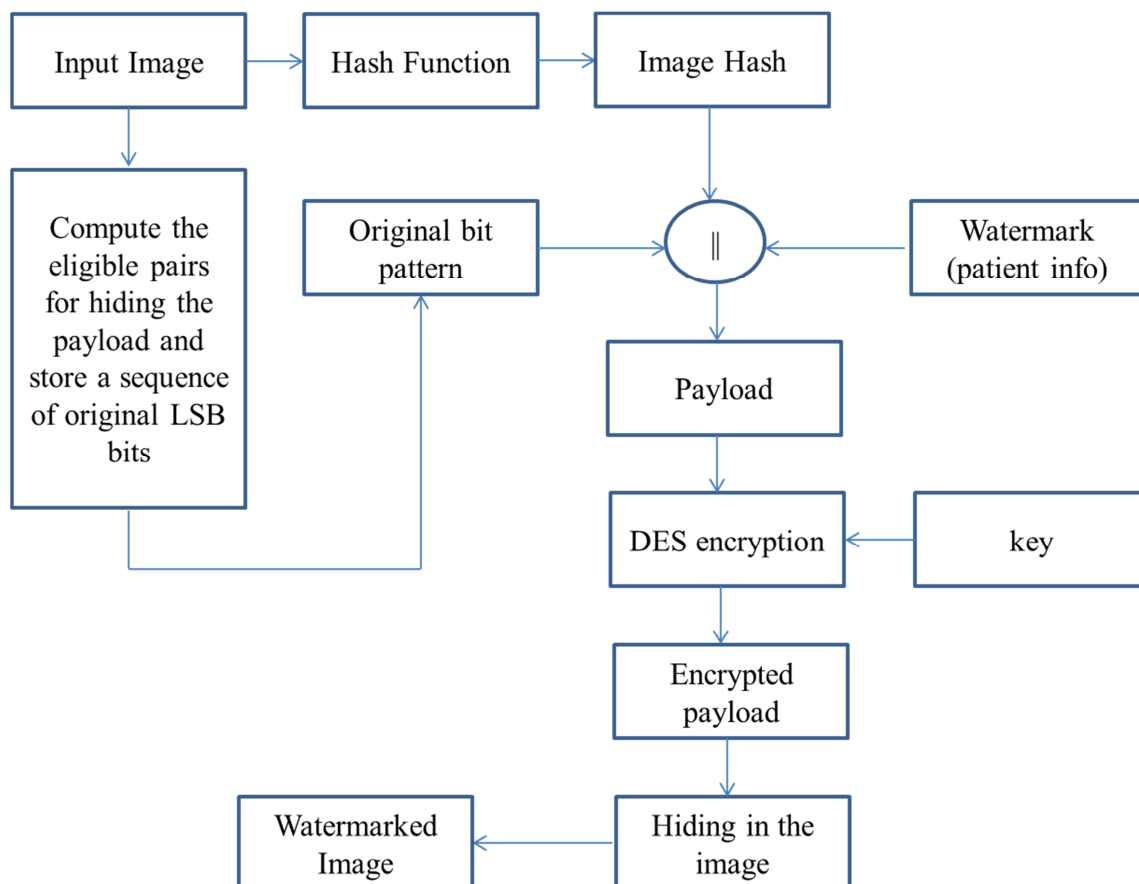 Input Image
Hash Function
Image Hash
Compute the
eligible pairs
for hiding the
payload and
store a sequence
of original LSB
bits
Original bit
pattern
||
Watermark
(patient info)
Payload
DES encryption
key
Encrypted
payload
Watermarked
Image
Hiding in the
image